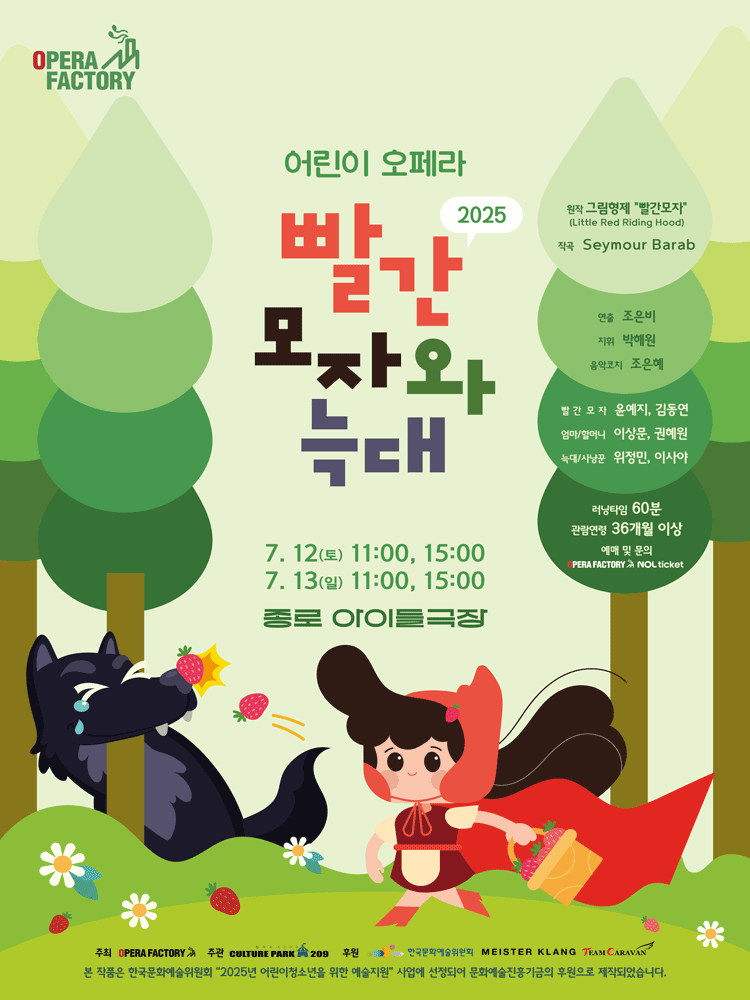 OPERA
FACTORY
어린이 오페라
2025
빨간
모자와
늑대
원작 그림형제 "빨간모자"
(Little Red Riding Hood)
작곡 Seymour Barab
연출 조은비
지휘 박해원
음악코치 조은혜
빨간모자 윤예지, 김동연
엄마/할머니 이상문, 권혜원
늑대/사냥꾼 위정민, 이사야
러닝타임 60분
관람연령 36개월 이상
예매 및 문의
OPERA FACTORY NOL ticket
7. 12(토) 11:00, 15:00
7. 13(일) 11:00, 15:00
종로 아이들극장
주최 OPERA FACTORY 주관 CULTURE PARK 209 후원 한국문화예술위원회 MEISTER KLANG TEAM CARAVAN
본 작품은 한국문화예술위원회 "2025년 어린이청소년을 위한 예술지원" 사업에 선정되어 문화예술진흥기금의 후원으로 제작되었습니다.